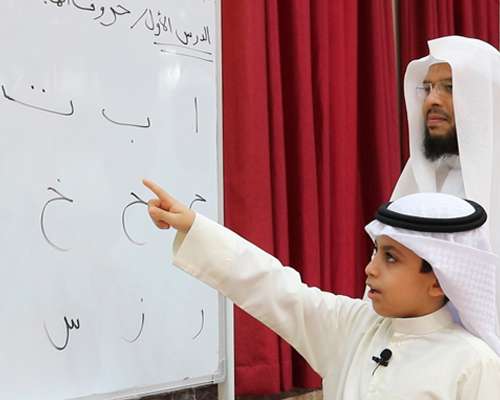 الدرس الأول/ حروف
ا ب ت
ج ح خ
ر ز س